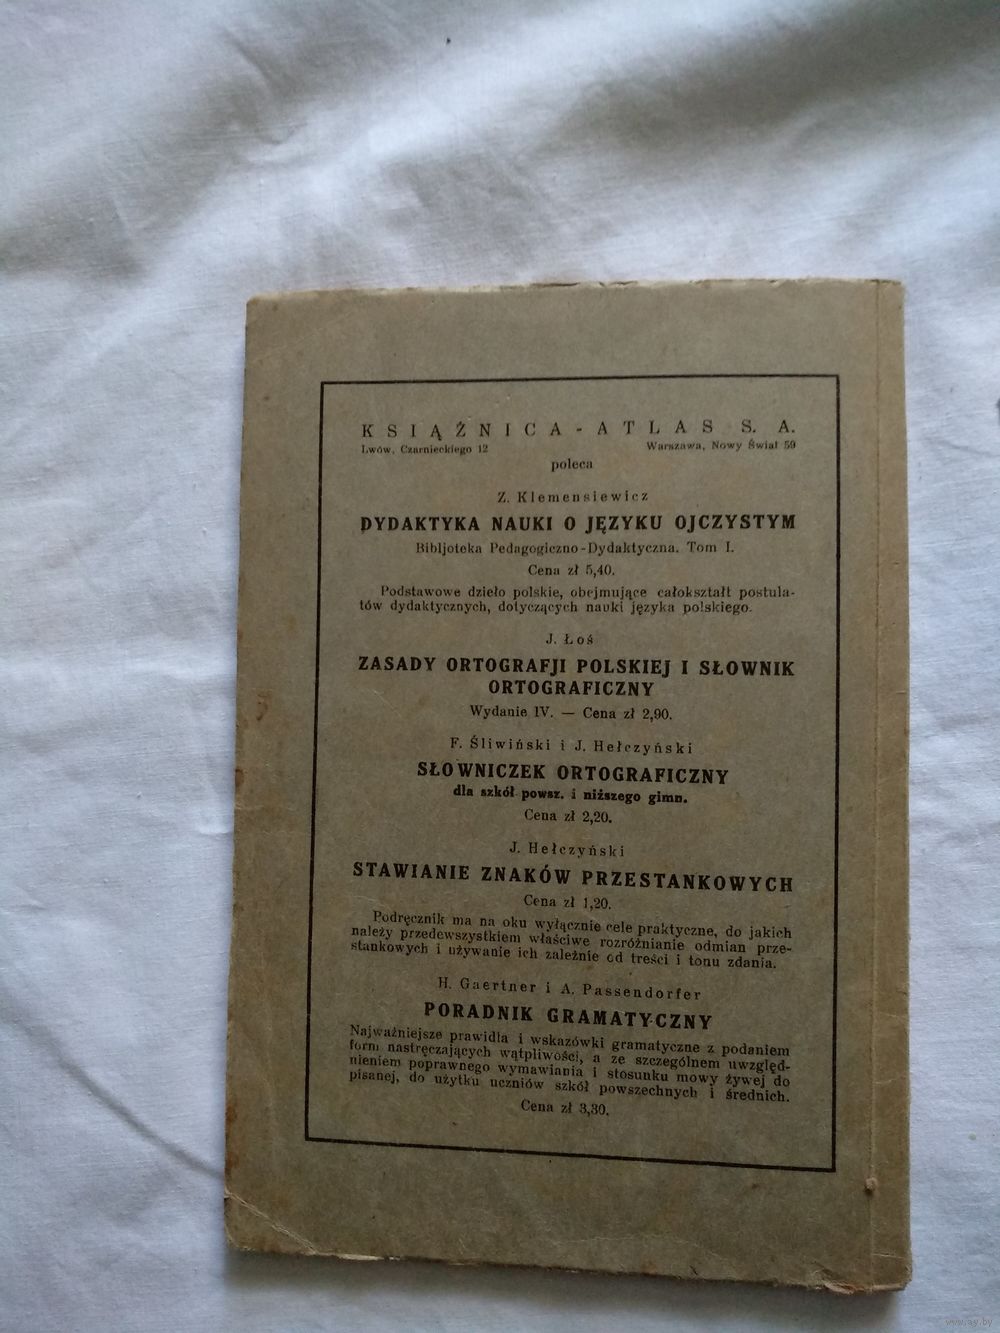 KSIĄŻNICA-ATLAS S. A.
Lwów, Czarnieckiego 12 Warszawa, Nowy Świat 59
poleca
Z. Klemensiewicz
DYDAKTYKA NAUKI O JĘZYKU OJCZYSTYM
Bibljoteka Pedagogiczno-Dydaktyczna. Tom I.
Cena zł 5,40.
Podstawowe dzieło polskie, obejmujące całokształt postula-
tów dydaktycznych, dotyczących nauki języka polskiego.
J. Łoś
ZASADY ORTOGRAFJI POLSKIEJ I SŁOWNIK
ORTOGRAFICZNY
Wydanie IV. — Cena zł 2,90.
F. Śliwiński i J. Hełczyński
SŁOWNICZEK ORTOGRAFICZNY
dla szkół powsz. i niższego gimn.
Cena zł 2,20.
J. Hełczyński
STAWIANIE ZNAKÓW PRZESTANKOWYCH
Cena zł 1,20.
Podręcznik ma na oku wyłącznie cele praktyczne, do jakich
należy przedewszystkiem właściwe rozróżnianie odmian prze-
stankowych i używanie ich zależnie od treści i tonu zdania.
H. Gaertner i A. Passendorfer
PORADNIK GRAMATYCZNY
Najważniejsze prawidła i wskazówki gramatyczne z podaniem
form nastręczających wątpliwości, a ze szczególnem uwzględ-
nieniem poprawnego wymawiania i stosunku mowy żywej do
pisanej, do użytku uczniów szkół powszechnych i średnich.
Cena zł 3,30.
www.ay.by